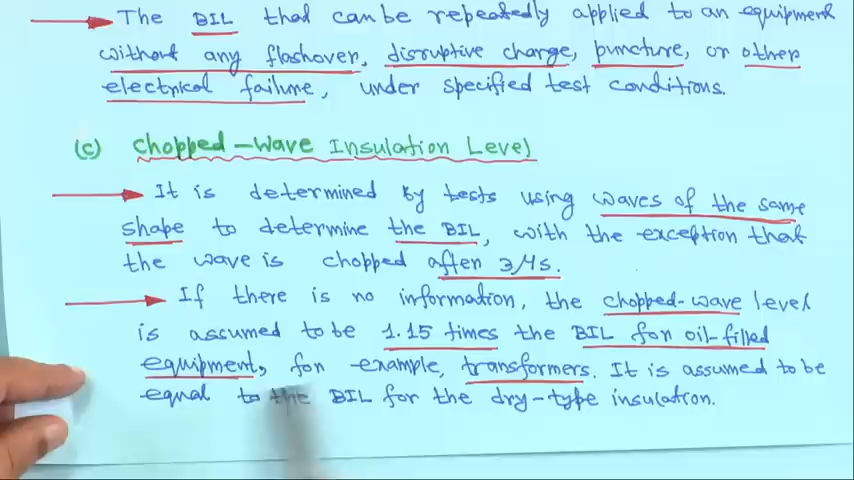 The BIL that can be repeatedly applied to an equipment
without any flashover, disruptive charge, puncture, or other
electrical failure, under specified test conditions.
(c) Chopped-Wave Insulation Level
It is determined by tests using waves of the same
shape to determine the BIL, with the exception that
the wave is chopped after 3μs.
If there is no information, the chopped-wave level
is assumed to be 1.15 times the BIL for oil-filled
equipment, for example, transformers. It is assumed to be
equal to the BIL for the dry-type insulation.